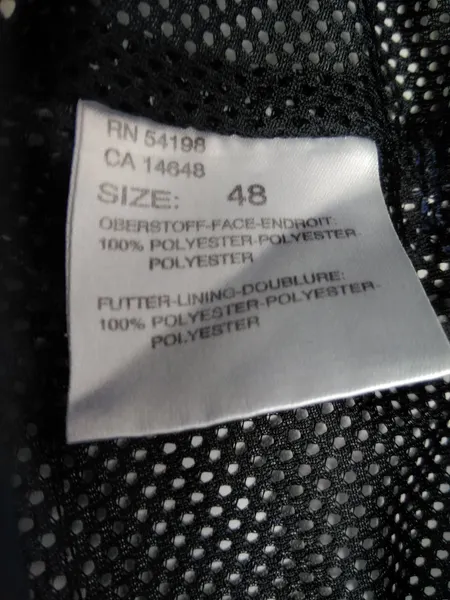 RN 54198
CA 14648
SIZE: 48
OBERSTOFF-FACE-ENDROIT:
100% POLYESTER-POLYESTER-
POLYESTER
FUTTER-LINING-DOUBLURE:
100% POLYESTER-POLYESTER-
POLYESTER